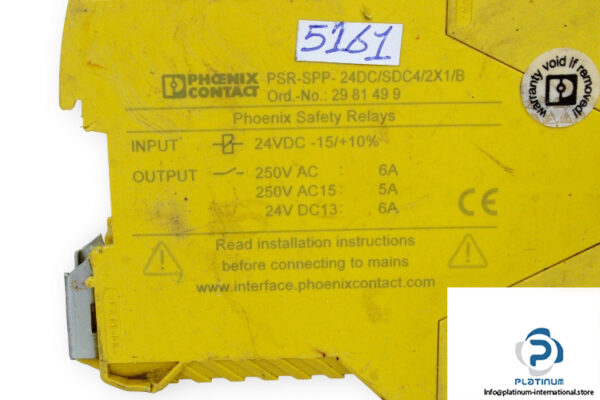 5161
PHOENIX CONTACT
PSR-SPP- 24DC/SDC4/2X1/B
Ord.-No.: 29 81 49 9
warranty void if removed!
Phoenix Safety Relays
INPUT 24VDC -15/+10%
OUTPUT 250V AC : 6A
250V AC15 : 5A
24V DC13 : 6A
CE
Read installation instructions
before connecting to mains
www.interface.phoenixcontact.com
PLATINUM
Info@platinum-international.store